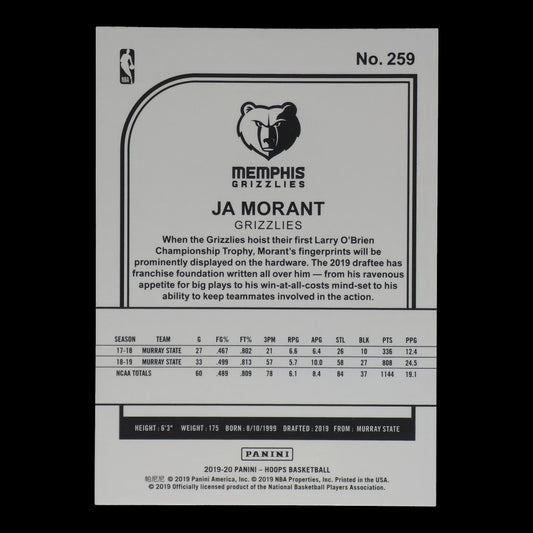 NBA
No. 259
MEMPHIS
GRIZZLIES
JA MORANT
GRIZZLIES
When the Grizzlies hoist their first Larry O'Brien
Championship Trophy, Morant's fingerprints will be
prominently displayed on the hardware. The 2019 draftee has
franchise foundation written all over him — from his ravenous
appetite for big plays to his win-at-all-costs mind-set to his
ability to keep teammates involved in the action.
SEASON TEAM G FG% FT% 3PM RPG APG STL BLK PTS PPG
17-18 MURRAY STATE 27 .467 .802 21 6.6 6.4 26 10 336 12.4
18-19 MURRAY STATE 33 .499 .813 57 5.7 10.0 58 27 808 24.5
NCAA TOTALS 60 .489 .809 78 6.1 8.4 84 37 1144 19.1
HEIGHT: 6'3" WEIGHT: 175 BORN: 8/10/1999 DRAFTED: 2019 FROM: MURRAY STATE
PANINI
2019-20 PANINI – HOOPS BASKETBALL
帕尼尼 © 2019 Panini America, Inc. © 2019 NBA Properties, Inc. Printed in the USA.
© 2019 Officially licensed product of the National Basketball Players Association.